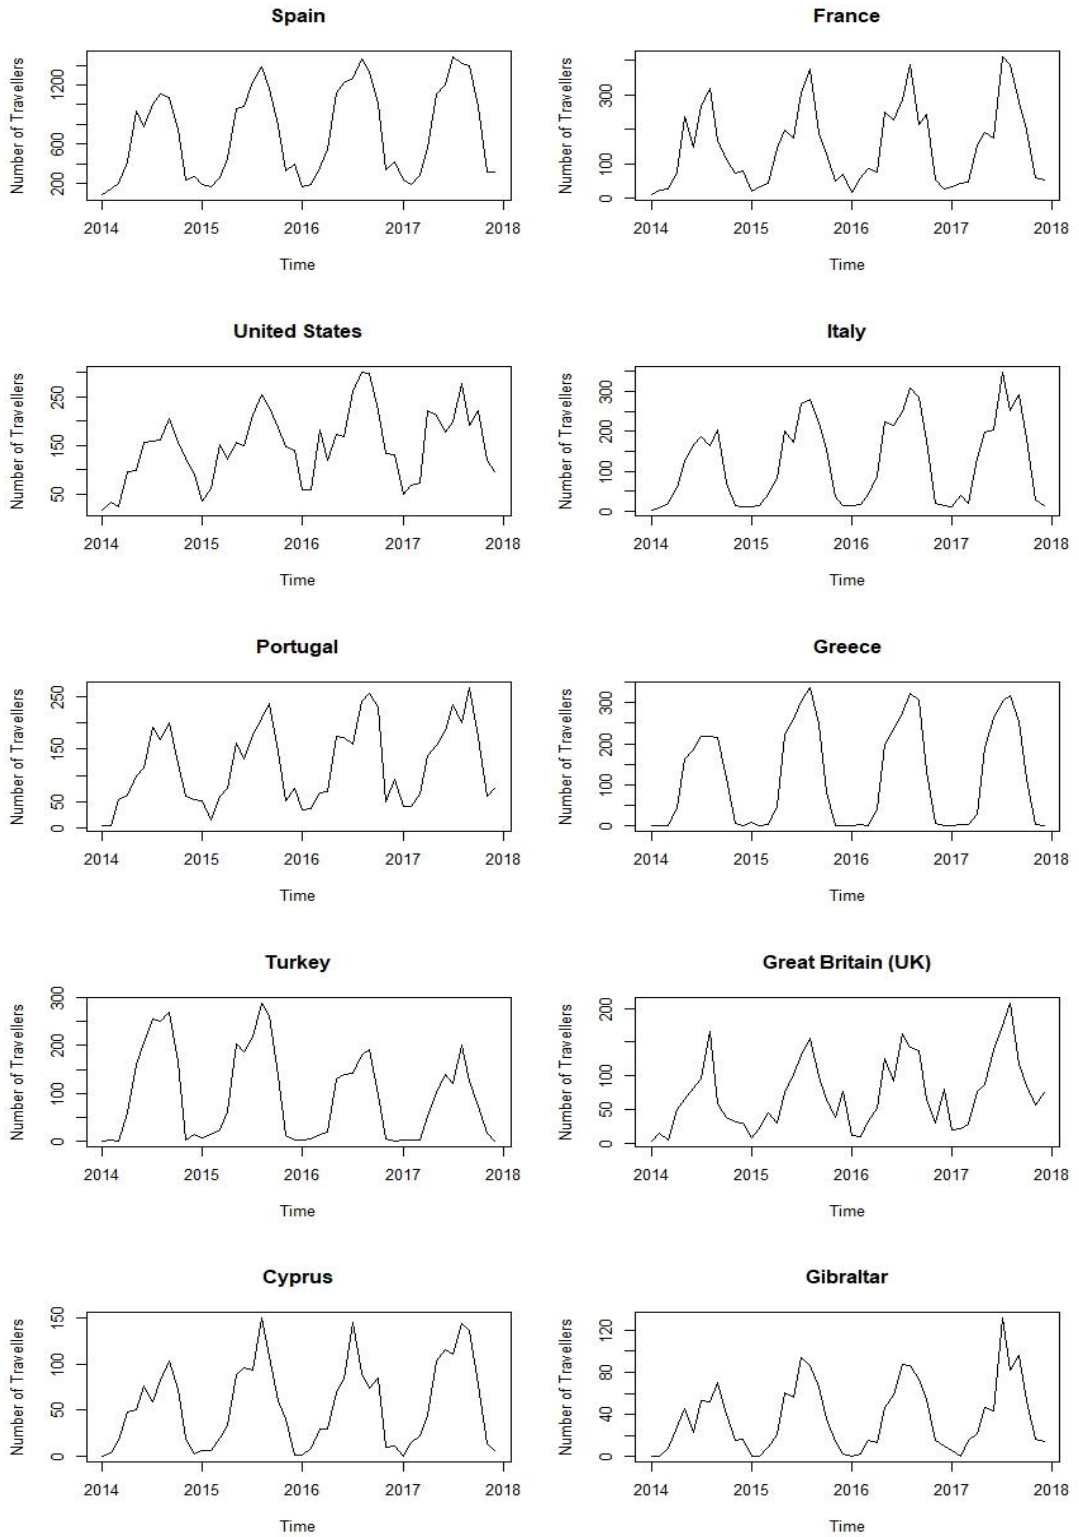 Spain
Number of Travellers
200 600 1200
2014 2015 2016 2017 2018
Time
France
Number of Travellers
0 100 300
2014 2015 2016 2017 2018
Time
United States
Number of Travellers
50 150 250
2014 2015 2016 2017 2018
Time
Italy
Number of Travellers
0 100 200 300
2014 2015 2016 2017 2018
Time
Portugal
Number of Travellers
0 50 150 250
2014 2015 2016 2017 2018
Time
Greece
Number of Travellers
0 100 200 300
2014 2015 2016 2017 2018
Time
Turkey
Number of Travellers
0 100 200 300
2014 2015 2016 2017 2018
Time
Great Britain (UK)
Number of Travellers
0 50 100 200
2014 2015 2016 2017 2018
Time
Cyprus
Number of Travellers
0 50 100 150
2014 2015 2016 2017 2018
Time
Gibraltar
Number of Travellers
0 40 80 120
2014 2015 2016 2017 2018
Time